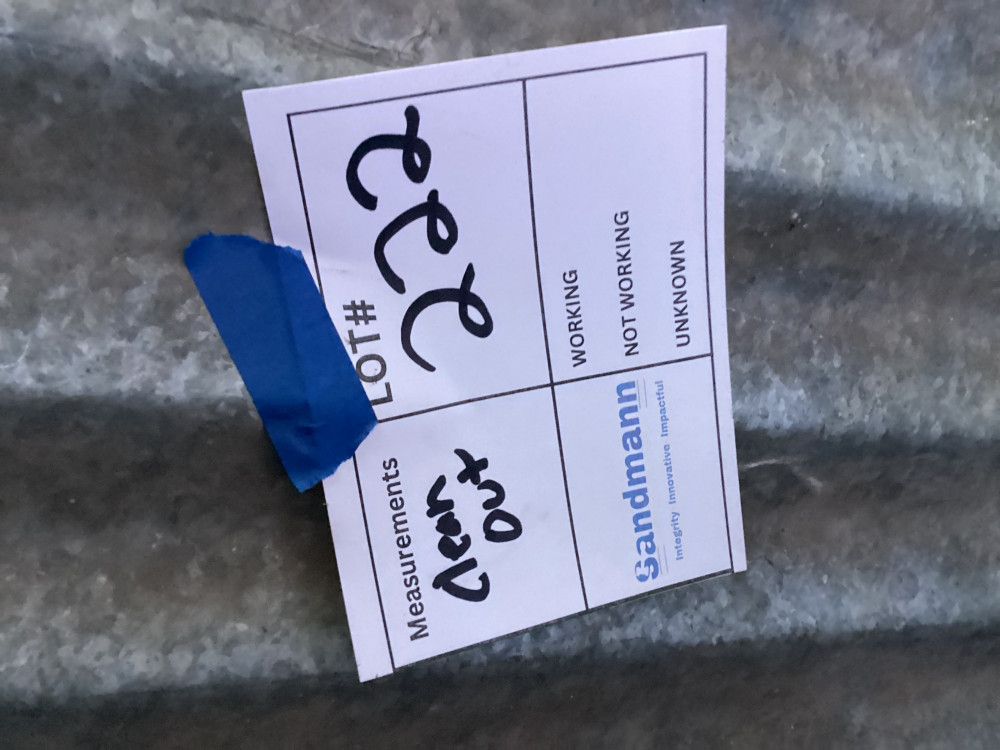 Measurements
Clean
out
LOT#
222
Sandmann
Integrity Innovative Impactful
WORKING
NOT WORKING
UNKNOWN